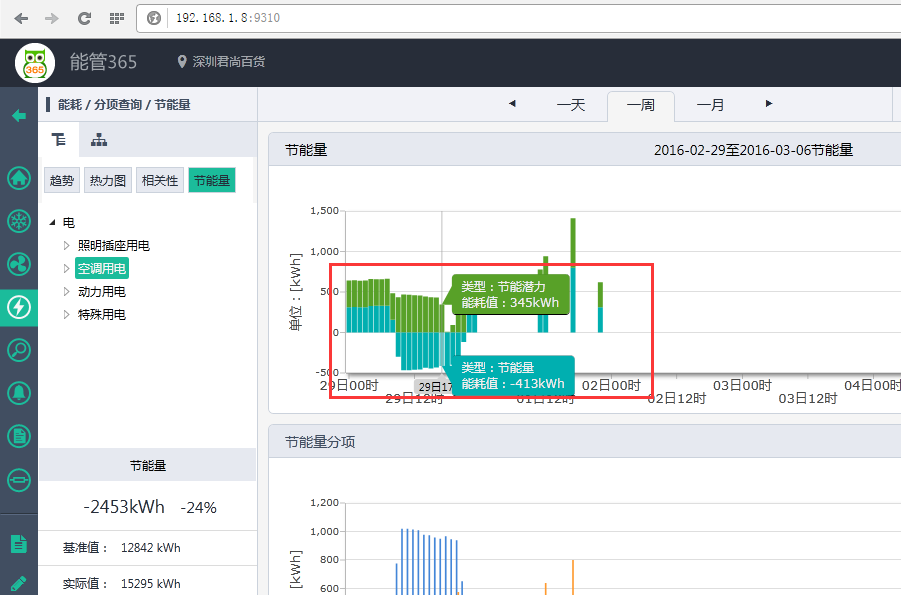 192.168.1.8:9310
365
能管365
深圳君尚百货
能耗 / 分项查询 / 节能量
一天
一周
一月
趋势
热力图
相关性
节能量
电
照明插座用电
空调用电
动力用电
特殊用电
节能量
-2453kWh -24%
基准值： 12842 kWh
实际值： 15295 kWh
节能量
2016-02-29至2016-03-06节能量
单位：[kWh]
1,500
1,000
500
0
-500
类型：节能潜力
能耗值：345kWh
类型：节能量
能耗值：-413kWh
29日00时
29日12时
29日17
01日12时
02日00时
02日12时
03日00时
03日12时
04日00时
节能量分项
[kWh]
1,200
1,000
800
600